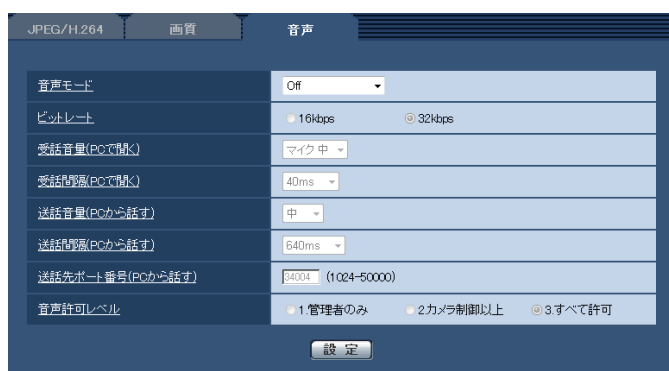 JPEG/H.264 画質 音声
音声モード Off
ビットレート 16kbps 32kbps
受話音量(PCで聞く) マイク 中
受話間隔(PCで聞く) 40ms
送話音量(PCから話す) 中
送話間隔(PCから話す) 640ms
送話先ポート番号(PCから話す) 34004 (1024-50000)
音声許可レベル 1.管理者のみ 2.カメラ制御以上 3.すべて許可
設 定